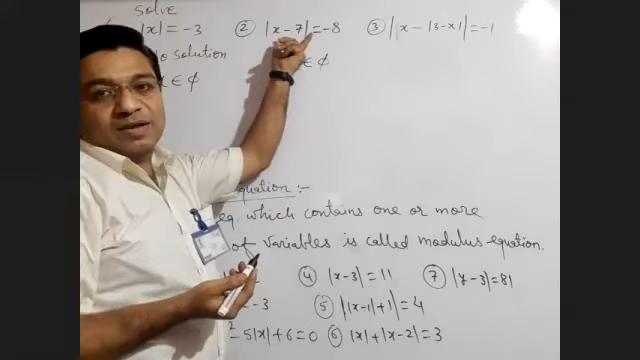 Solve
|x| = -3 ② |x-7| = -8 ③ ||x - |3-x|| = -1
No solution
∈ φ ∈ φ
quation :-
eq. which contains one or more
of variables is called modulus-equation.
④ |x-3| = 11 ⑦ |y-3| = 81
-3 ⑤ ||x-1|+1| = 4
² - 5|x| + 6 = 0 ⑥ |x| + |x-2| = 3